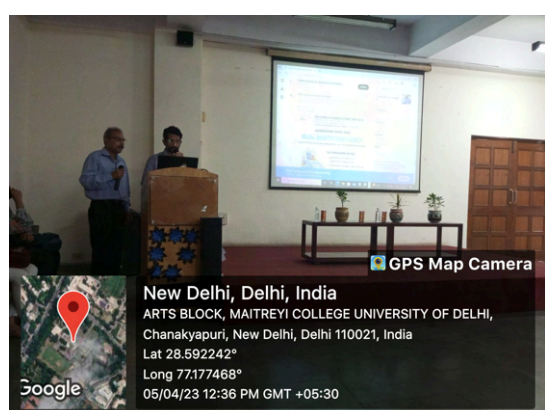 GPS Map Camera
New Delhi, Delhi, India
ARTS BLOCK, MAITREYI COLLEGE UNIVERSITY OF DELHI,
Chanakyapuri, New Delhi, Delhi 110021, India
Lat 28.592242°
Long 77.177468°
05/04/23 12:36 PM GMT +05:30
Google